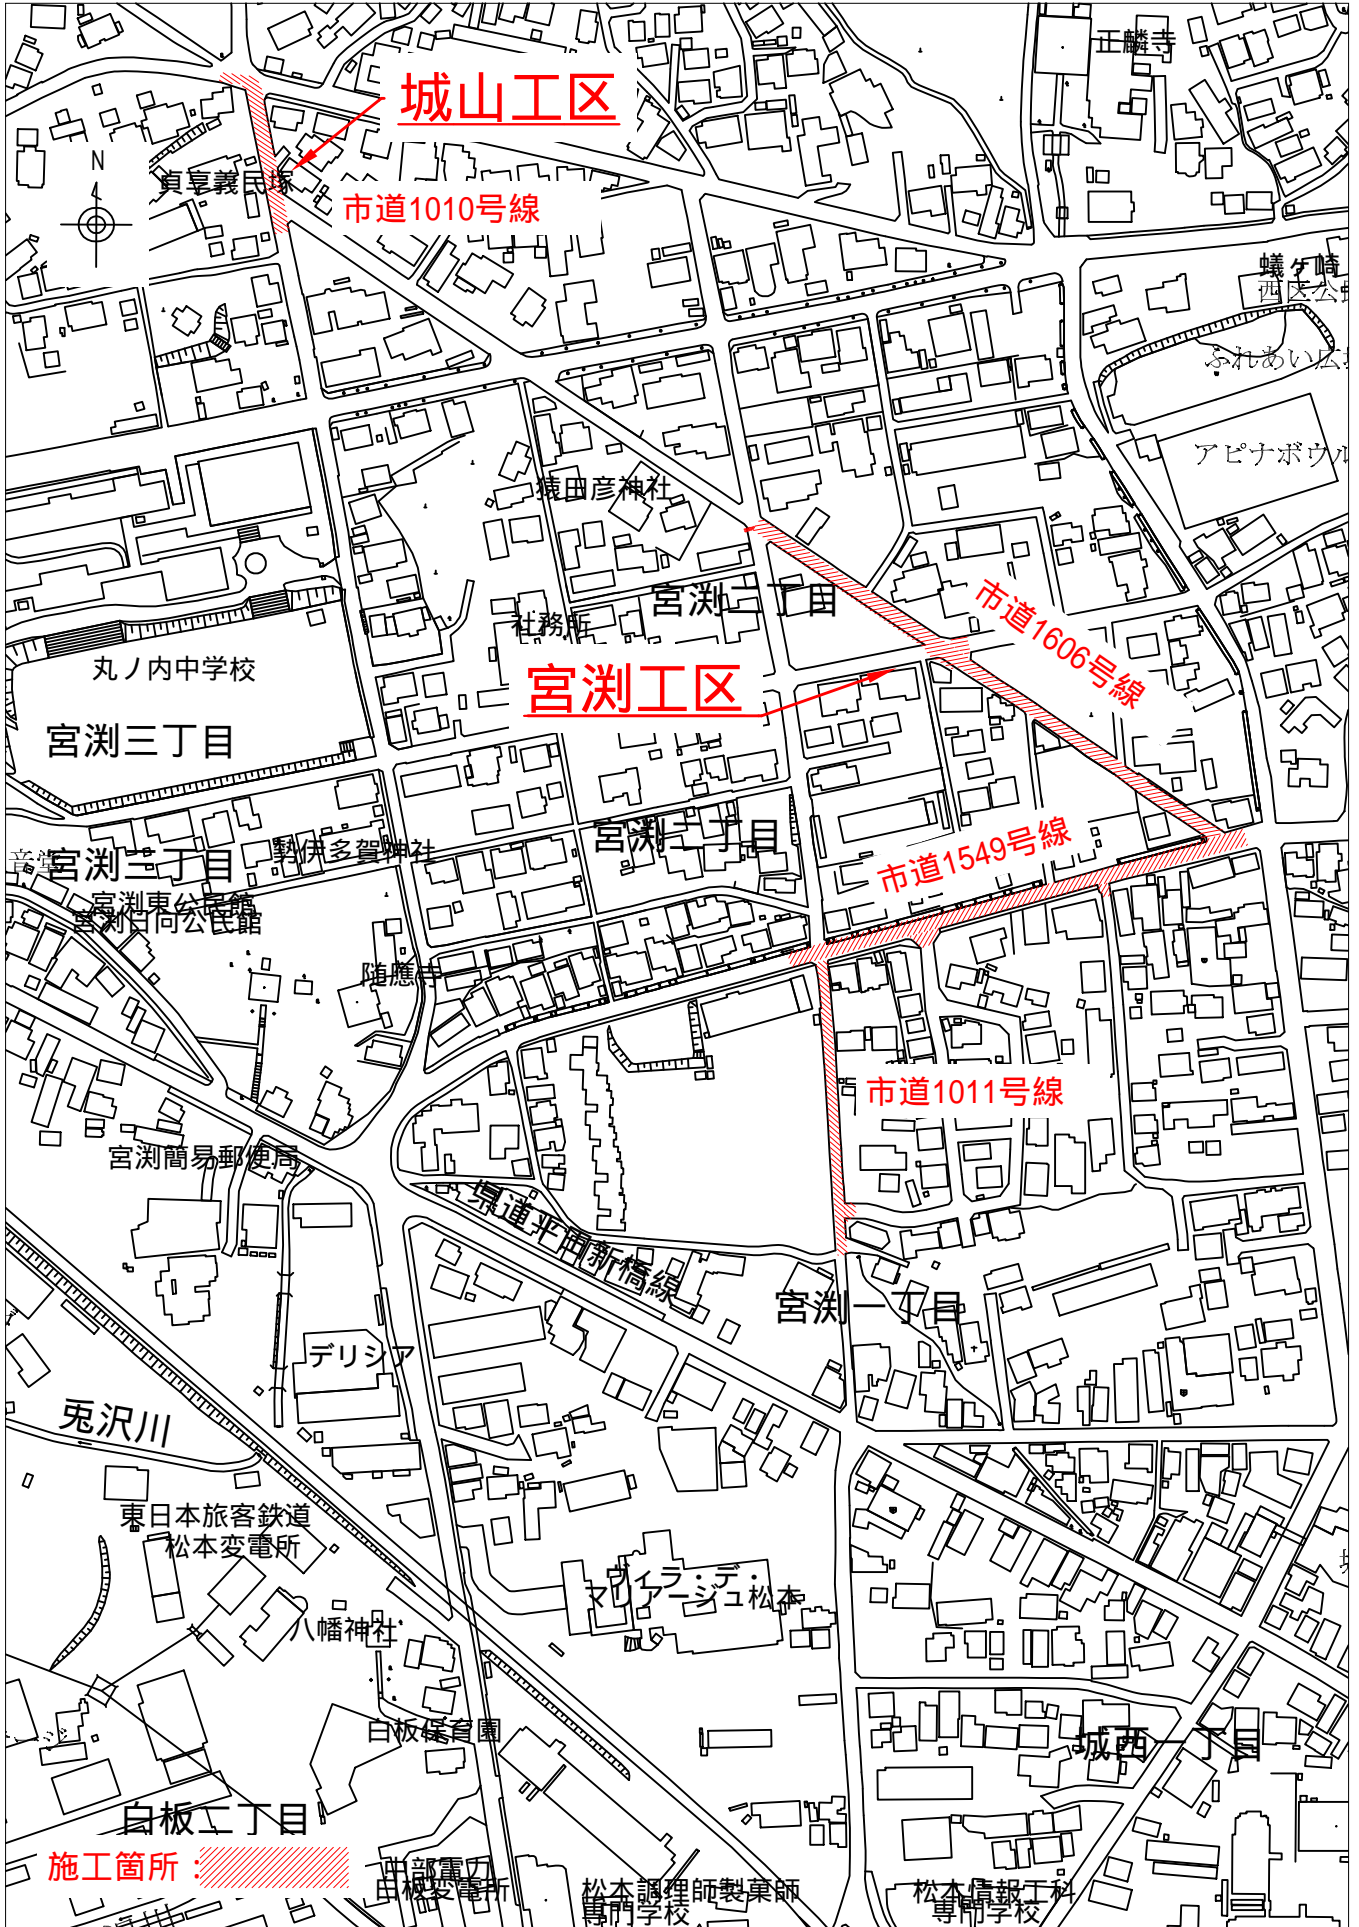 正麟寺
城山工区
N
貞享義民塚
市道1010号線
蟻ヶ崎
西区公
ふれあい広
アピナボウル
猿田彦神社
宮渕二丁目
市道1606号線
社務所
丸ノ内中学校
宮渕工区
宮渕三丁目
宮渕二丁目
市道1549号線
勢伊多賀神社
宮渕三丁目
宮渕東公民館
宮渕日向公民館
随應寺
市道1011号線
宮渕簡易郵便局
県道平田新橋線
宮渕一丁目
デリシア
兎沢川
東日本旅客鉄道
松本変電所
ヴィラ・デ・
マリアージュ松本
八幡神社
白板保育園
城西一丁目
白板二丁目
施工箇所：
中部電力
白板変電所
松本調理師製菓師
専門学校
松本情報工科
専門学校